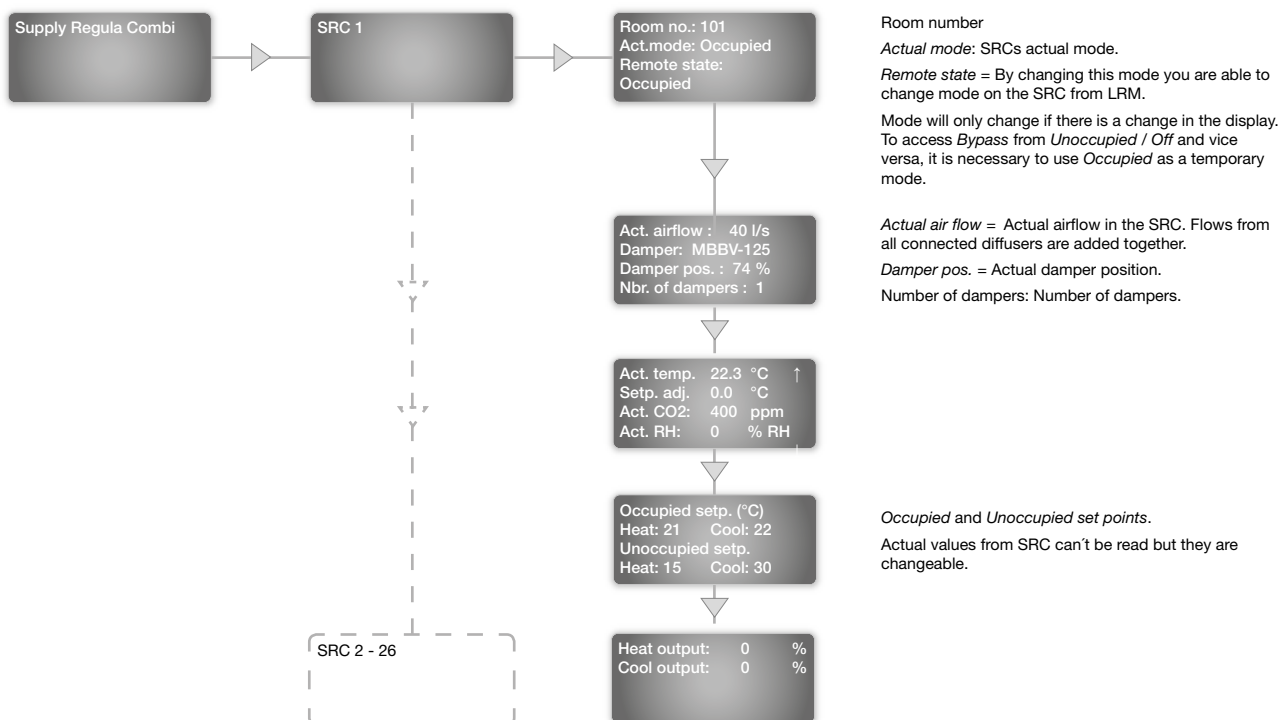 Supply Regula Combi
SRC 1
Room no.: 101
Act.mode: Occupied
Remote state:
Occupied
Room number
Actual mode: SRCs actual mode.
Remote state = By changing this mode you are able to
change mode on the SRC from LRM.
Mode will only change if there is a change in the display.
To access Bypass from Unoccupied / Off and vice
versa, it is necessary to use Occupied as a temporary
mode.
Act. airflow : 40 l/s
Damper: MBBV-125
Damper pos. : 74 %
Nbr. of dampers : 1
Actual air flow = Actual airflow in the SRC. Flows from
all connected diffusers are added together.
Damper pos. = Actual damper position.
Number of dampers: Number of dampers.
Act. temp. 22.3 °C ↑
Setp. adj. 0.0 °C
Act. CO2: 400 ppm
Act. RH: 0 % RH
Occupied setp. (°C)
Heat: 21 Cool: 22
Unoccupied setp.
Heat: 15 Cool: 30
Occupied and Unoccupied set points.
Actual values from SRC can´t be read but they are
changeable.
SRC 2 - 26
Heat output: 0 %
Cool output: 0 %